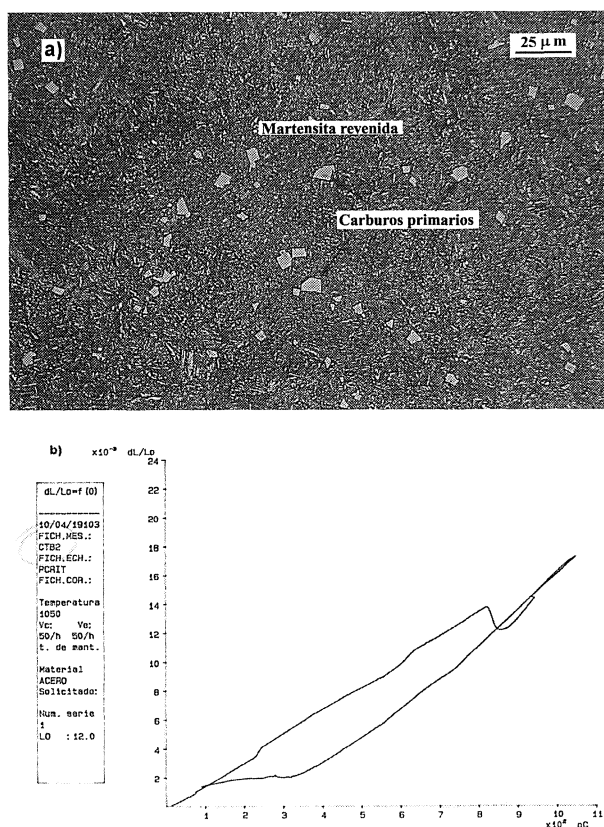 a)
25 µ m
Martensita revenida
Carburos primarios
b)
x10⁻³ dL/Lo
dL/Lo=f (θ)
10/04/19103
FICH.MES.:
CTB2
FICH.ECH.:
PCRIT
FICH.COR.:
Temperatura
1050
Vc: Ve:
50/h 50/h
t. de mant.
Material
ACERO
Solicitado:
Num. serie
1
LO :12.0
24
22
20
18
16
14
12
10
8
6
4
2
1 2 3 4 5 6 7 8 9 10 11
x10² ºC